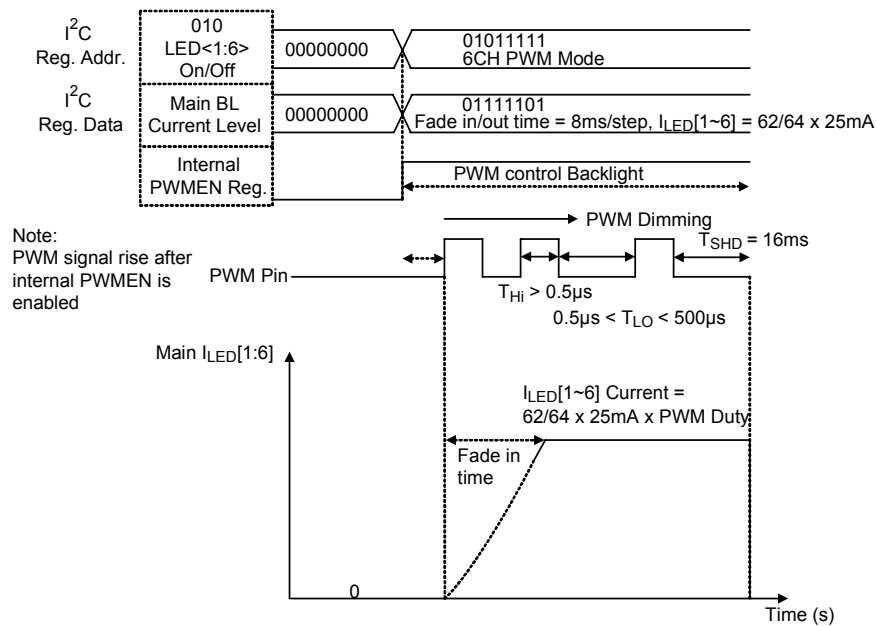 I2C
Reg. Addr.
010
LED<1:6>
On/Off
00000000
01011111
6CH PWM Mode
I2C
Reg. Data
Main BL
Current Level
00000000
01111101
Fade in/out time = 8ms/step, ILED[1~6] = 62/64 x 25mA
Internal
PWMEN Reg.
PWM control Backlight
PWM Dimming
Note:
PWM signal rise after
internal PWMEN is
enabled
PWM Pin
TSHD = 16ms
THi > 0.5µs
0.5µs < TLO < 500µs
Main ILED[1:6]
ILED[1~6] Current =
62/64 x 25mA x PWM Duty
Fade in
time
0
Time (s)